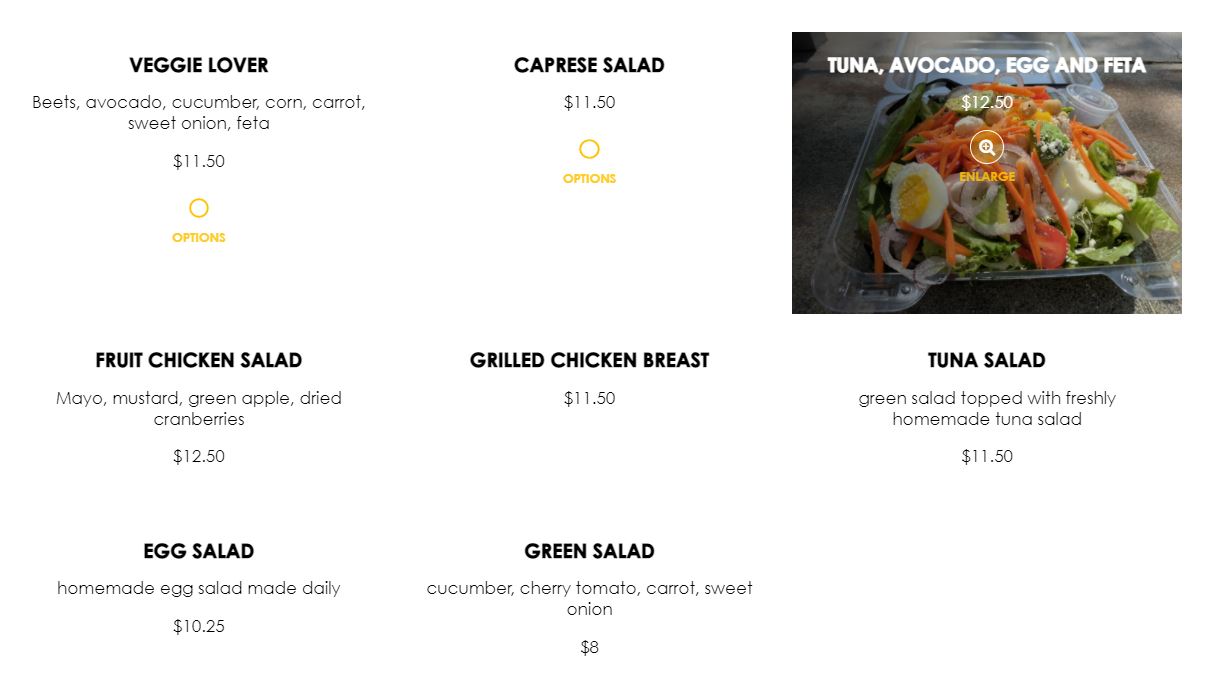 VEGGIE LOVER
Beets, avocado, cucumber, corn, carrot,
sweet onion, feta
$11.50
OPTIONS
CAPRESE SALAD
$11.50
OPTIONS
TUNA, AVOCADO, EGG AND FETA
$12.50
ENLARGE
FRUIT CHICKEN SALAD
Mayo, mustard, green apple, dried
cranberries
$12.50
GRILLED CHICKEN BREAST
$11.50
TUNA SALAD
green salad topped with freshly
homemade tuna salad
$11.50
EGG SALAD
homemade egg salad made daily
$10.25
GREEN SALAD
cucumber, cherry tomato, carrot, sweet
onion
$8